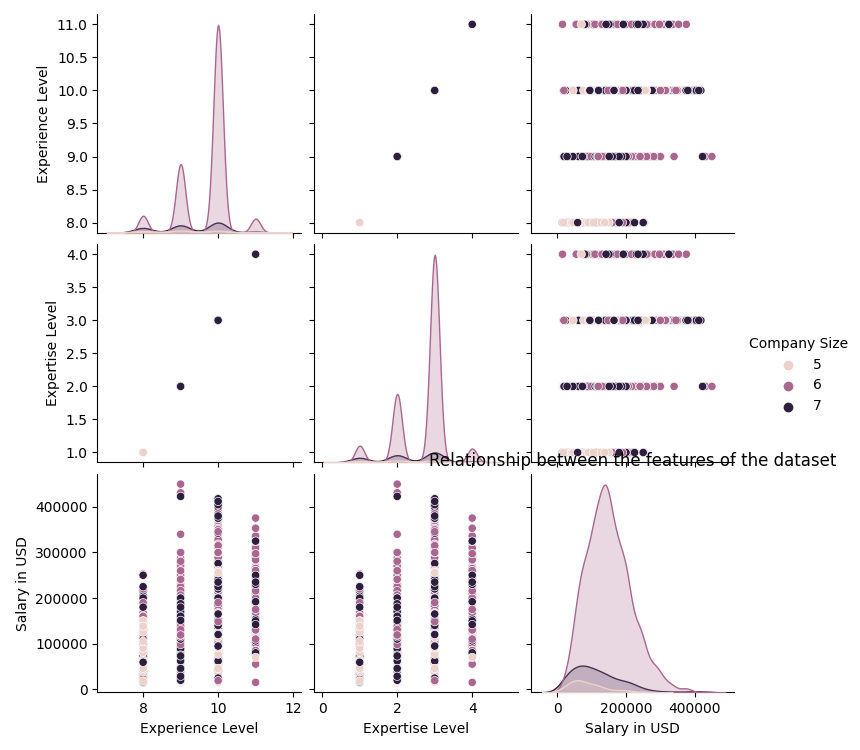 11.0
10.5
10.0
9.5
9.0
8.5
8.0
Experience Level
4.0
3.5
3.0
2.5
2.0
1.5
1.0
Expertise Level
Company Size
5
6
7
Relationship between the features of the dataset
400000
300000
200000
100000
0
Salary in USD
8 10 12
Experience Level
0 2 4
Expertise Level
0 200000 400000
Salary in USD